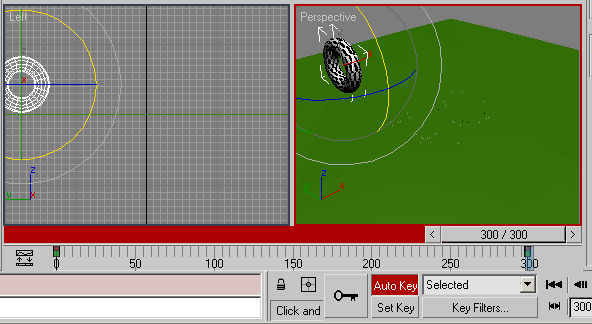 Left
Perspective
x
z
y x
z
y x
< 300 / 300 >
0 50 100 150 200 250 300
Auto Key Selected
Click and Set Key Key Filters... 300